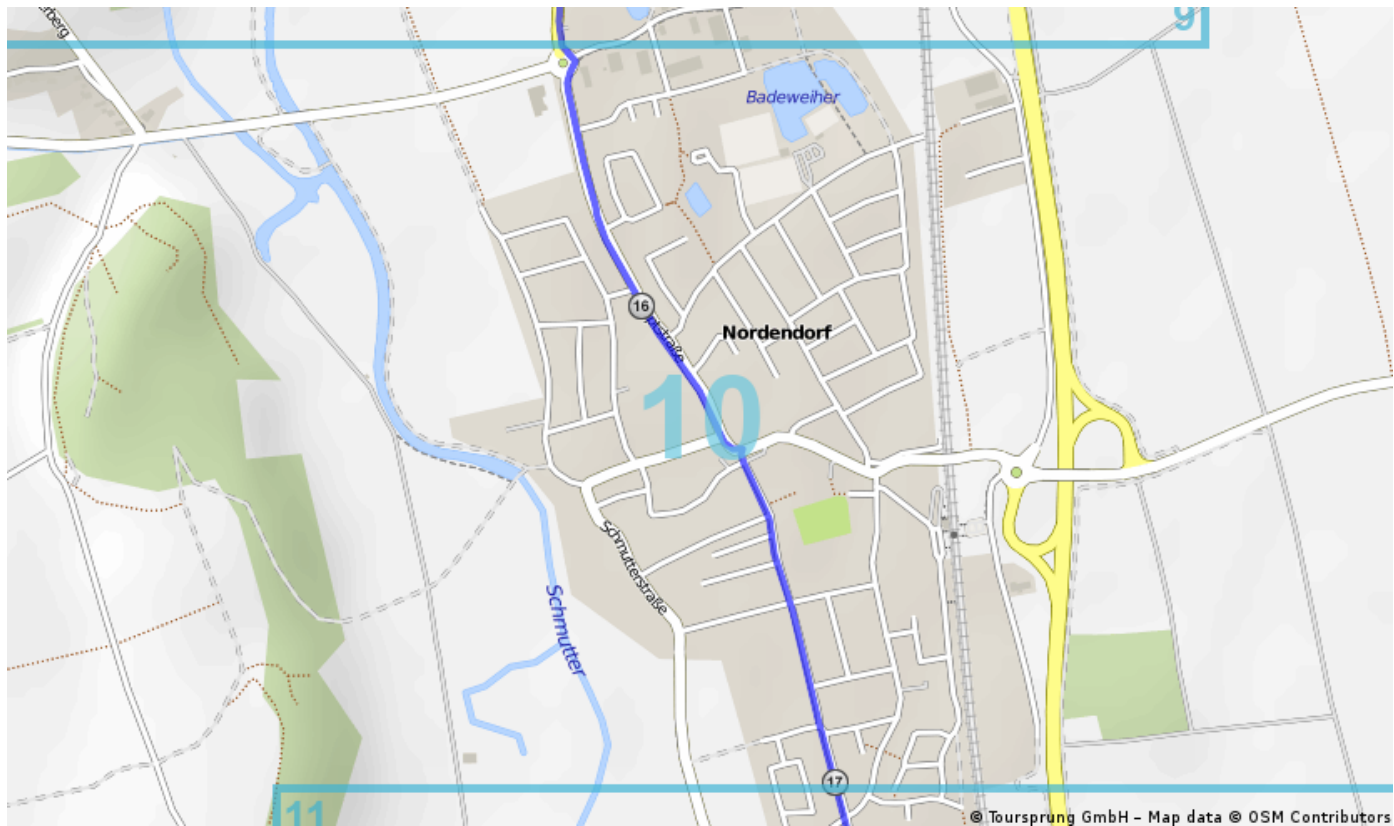 9
Badeweiher
16
Nordendorf
10
Schmutterstraße
Schmutter
17
11
© Toursprung GmbH – Map data © OSM Contributors